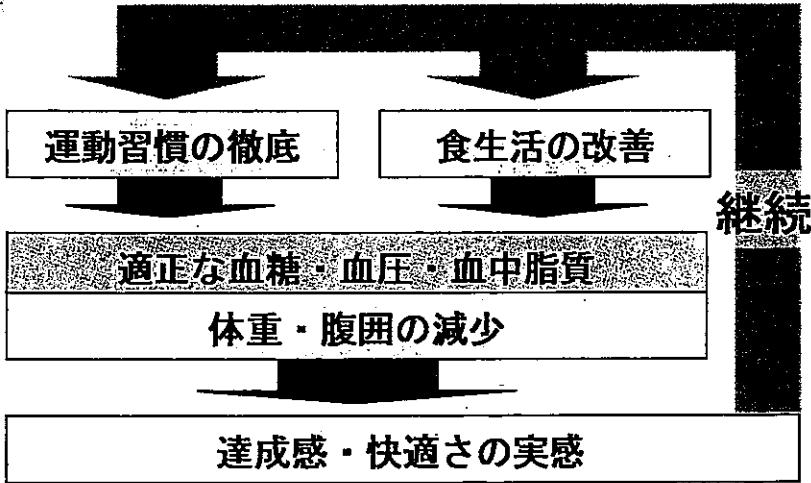 運動習慣の徹底
食生活の改善
継続
適正な血糖・血圧・血中脂質
体重・腹囲の減少
達成感・快適さの実感